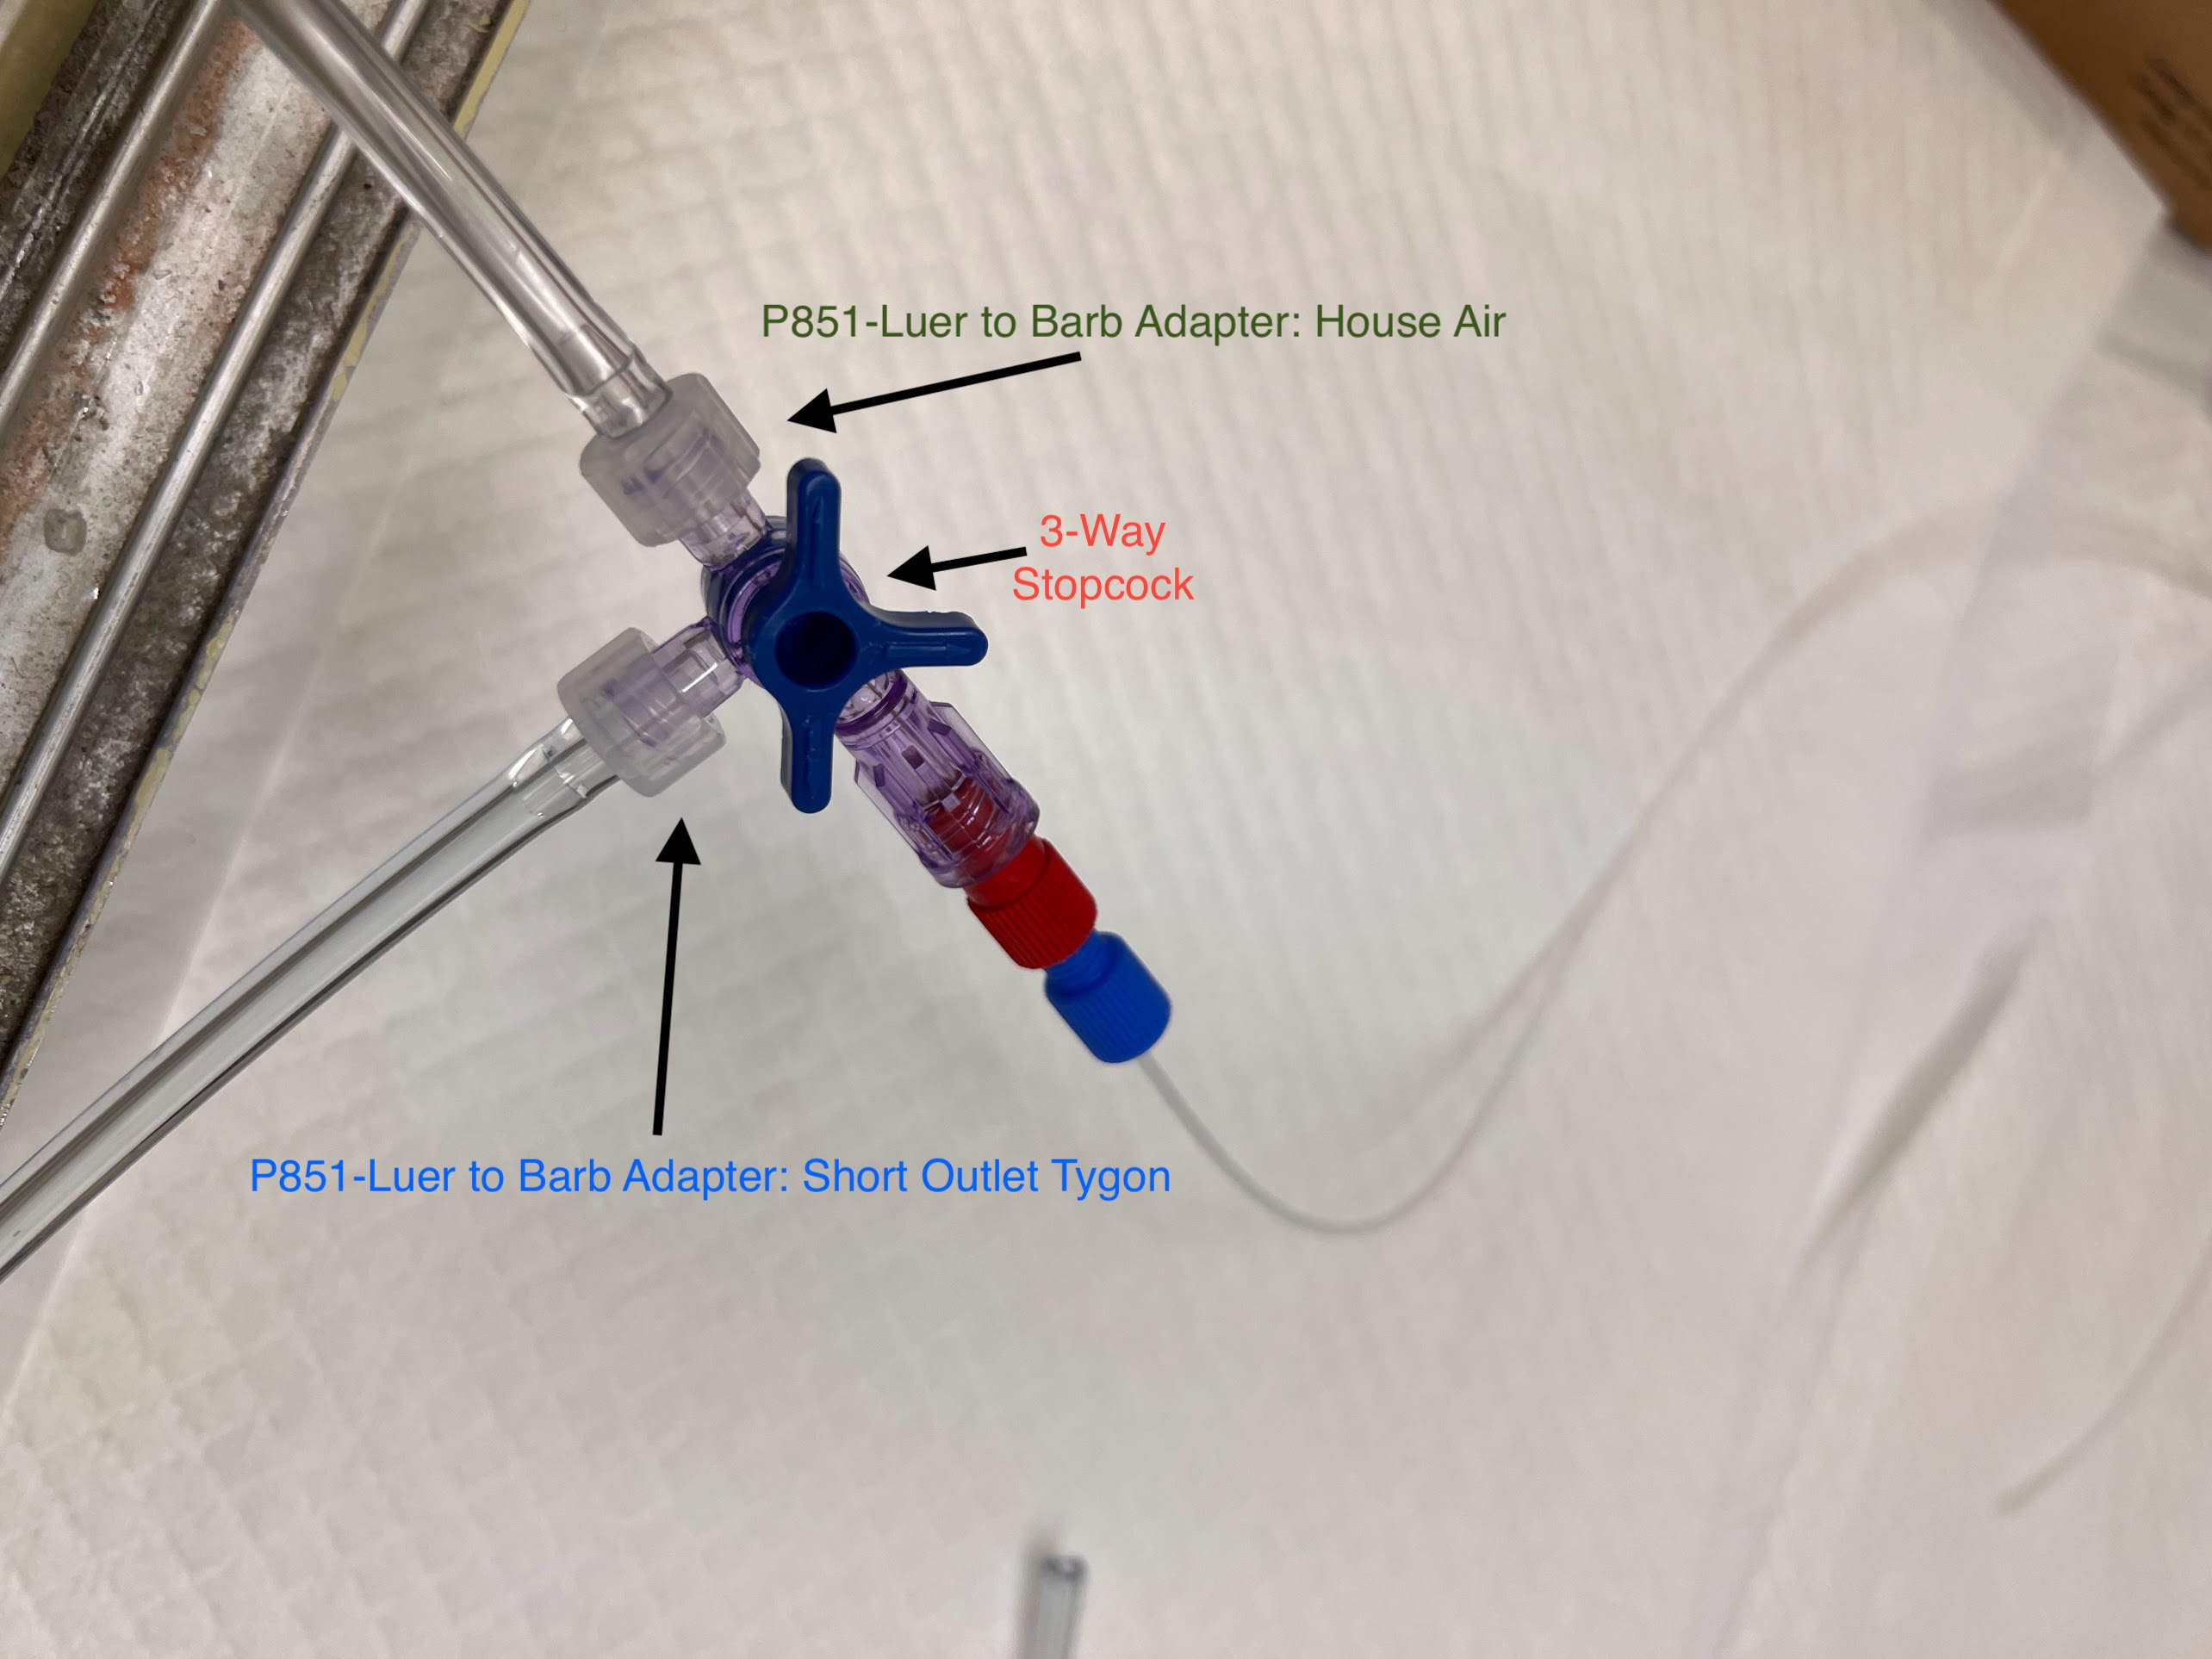 P851-Luer to Barb Adapter: House Air
3-Way
Stopcock
P851-Luer to Barb Adapter: Short Outlet Tygon